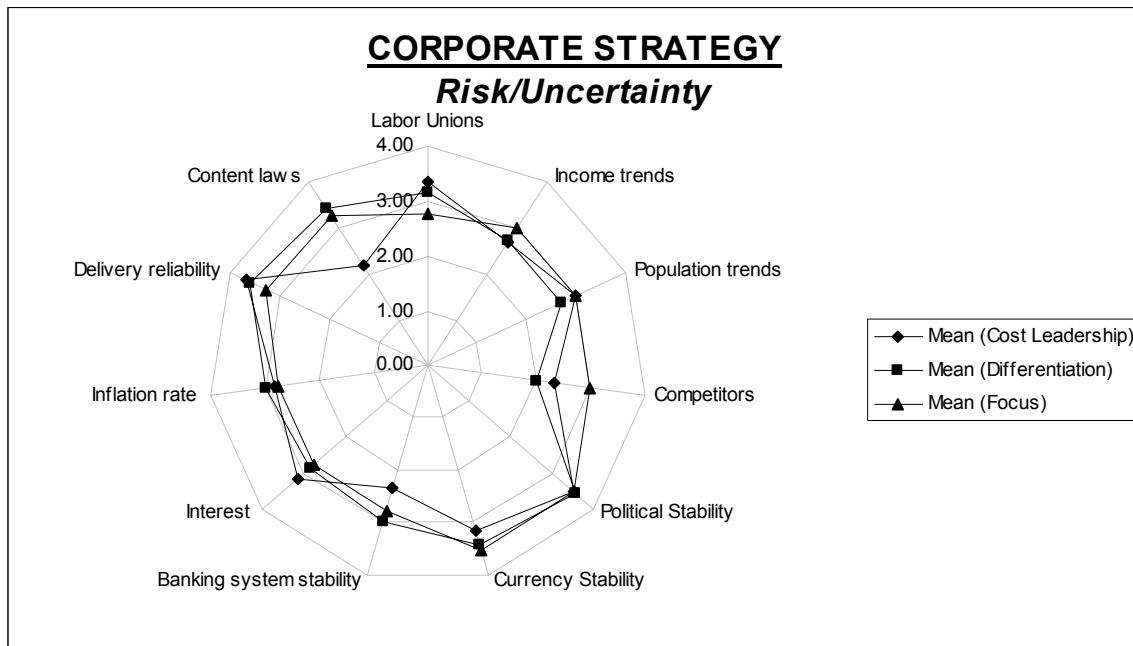 CORPORATE STRATEGY
Risk/Uncertainty
Labor Unions
4.00
3.00
2.00
1.00
0.00
Income trends
Population trends
Competitors
Political Stability
Currency Stability
Banking system stability
Interest
Inflation rate
Delivery reliability
Content laws
Mean (Cost Leadership)
Mean (Differentiation)
Mean (Focus)